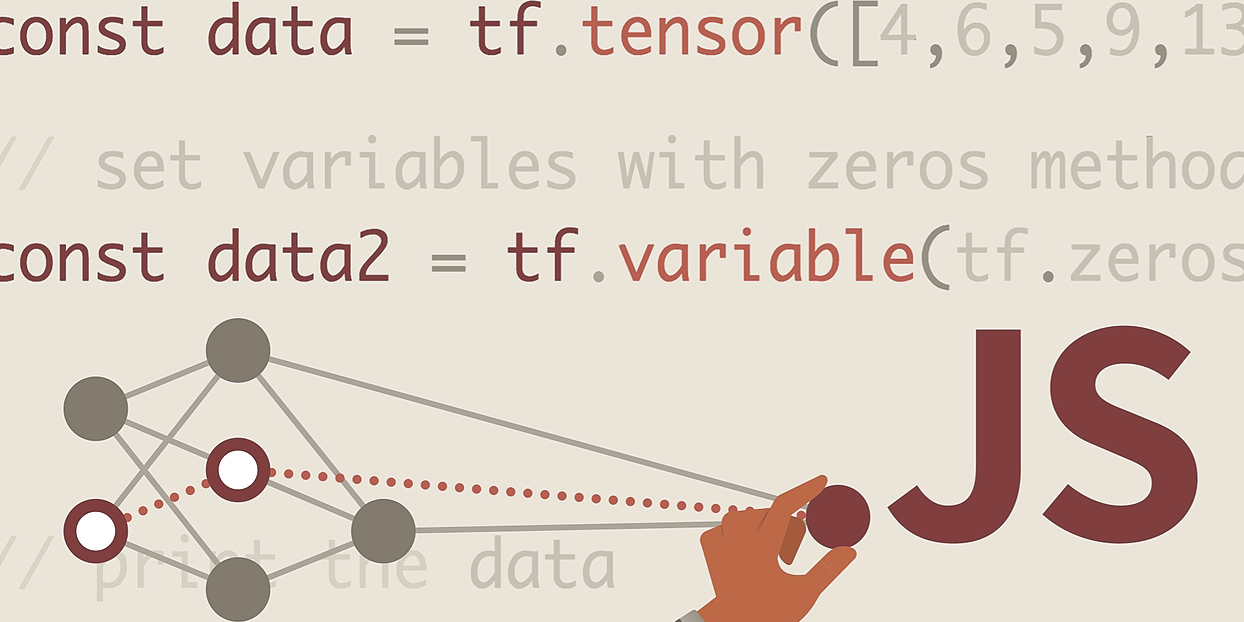 const data = tf.tensor([4,6,5,9,13
// set variables with zeros method
const data2 = tf.variable(tf.zeros
JS
// print the data